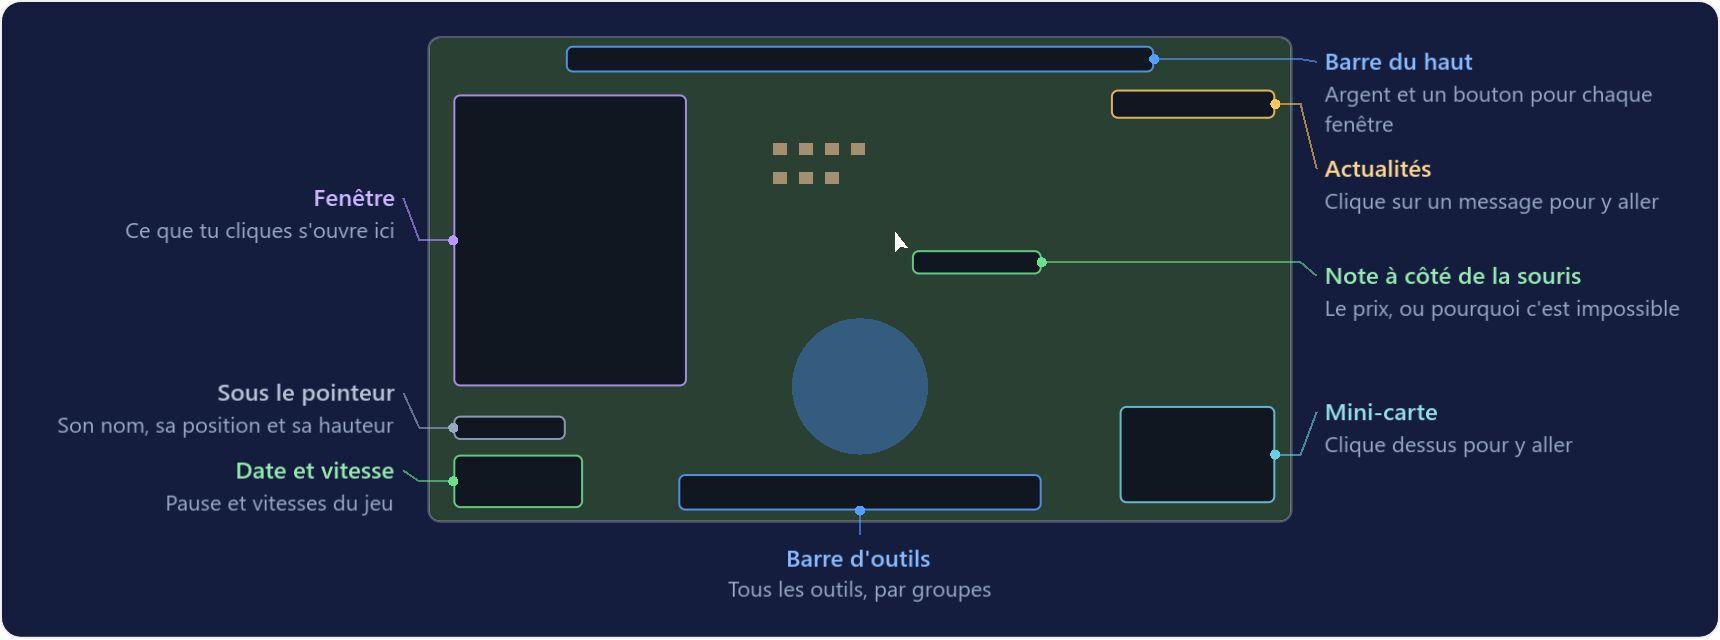 Barre du haut
Argent et un bouton pour chaque
fenêtre
Actualités
Clique sur un message pour y aller
Fenêtre
Ce que tu cliques s'ouvre ici
Note à côté de la souris
Le prix, ou pourquoi c'est impossible
Sous le pointeur
Son nom, sa position et sa hauteur
Mini-carte
Clique dessus pour y aller
Date et vitesse
Pause et vitesses du jeu
Barre d'outils
Tous les outils, par groupes